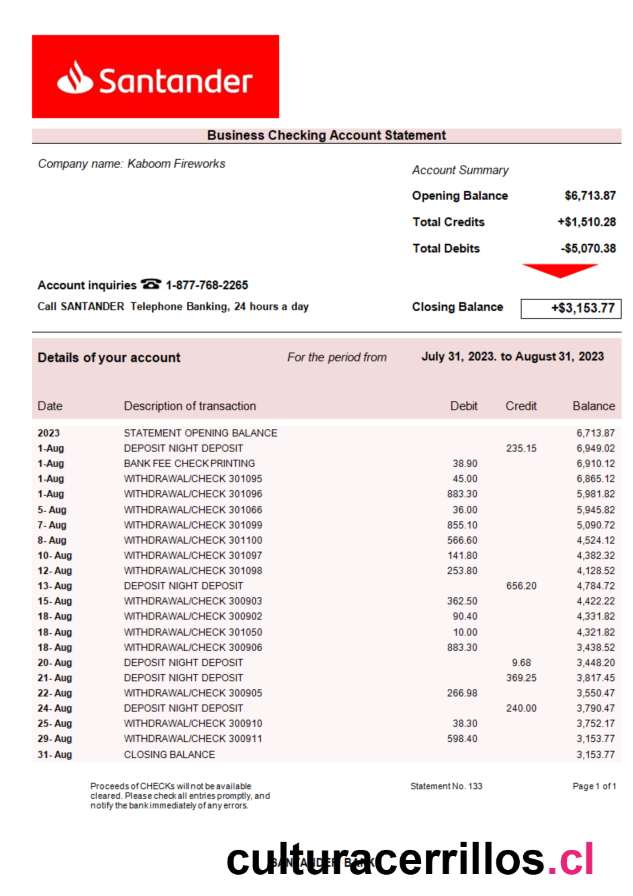 Santander
Business Checking Account Statement
Company name: Kaboom Fireworks
Account Summary
Opening Balance $6,713.87
Total Credits +$1,510.28
Total Debits -$5,070.38
Account inquiries ☎ 1-877-768-2265
Call SANTANDER Telephone Banking, 24 hours a day
Closing Balance +$3,153.77
Details of your account For the period from July 31, 2023. to August 31, 2023
Date Description of transaction Debit Credit Balance
2023 STATEMENT OPENING BALANCE 6,713.87
1-Aug DEPOSIT NIGHT DEPOSIT 235.15 6,949.02
1-Aug BANK FEE CHECK PRINTING 38.90 6,910.12
1-Aug WITHDRAWAL/CHECK 301095 45.00 6,865.12
1-Aug WITHDRAWAL/CHECK 301096 883.30 5,981.82
5- Aug WITHDRAWAL/CHECK 301066 36.00 5,945.82
7- Aug WITHDRAWAL/CHECK 301099 855.10 5,090.72
8- Aug WITHDRAWAL/CHECK 301100 566.60 4,524.12
10- Aug WITHDRAWAL/CHECK 301097 141.80 4,382.32
12- Aug WITHDRAWAL/CHECK 301098 253.80 4,128.52
13- Aug DEPOSIT NIGHT DEPOSIT 656.20 4,784.72
15- Aug WITHDRAWAL/CHECK 300903 362.50 4,422.22
18- Aug WITHDRAWAL/CHECK 300902 90.40 4,331.82
18- Aug WITHDRAWAL/CHECK 301050 10.00 4,321.82
18- Aug WITHDRAWAL/CHECK 300906 883.30 3,438.52
20- Aug DEPOSIT NIGHT DEPOSIT 9.68 3,448.20
21- Aug DEPOSIT NIGHT DEPOSIT 369.25 3,817.45
22- Aug WITHDRAWAL/CHECK 300905 266.98 3,550.47
24- Aug DEPOSIT NIGHT DEPOSIT 240.00 3,790.47
25- Aug WITHDRAWAL/CHECK 300910 38.30 3,752.17
29- Aug WITHDRAWAL/CHECK 300911 598.40 3,153.77
31- Aug CLOSING BALANCE 3,153.77
Proceeds of CHECKs will not be available
cleared. Please check all entries promptly, and
notify the bank immediately of any errors.
Statement No. 133 Page 1 of 1
SANTANDER BANK
culturacerrillos.cl